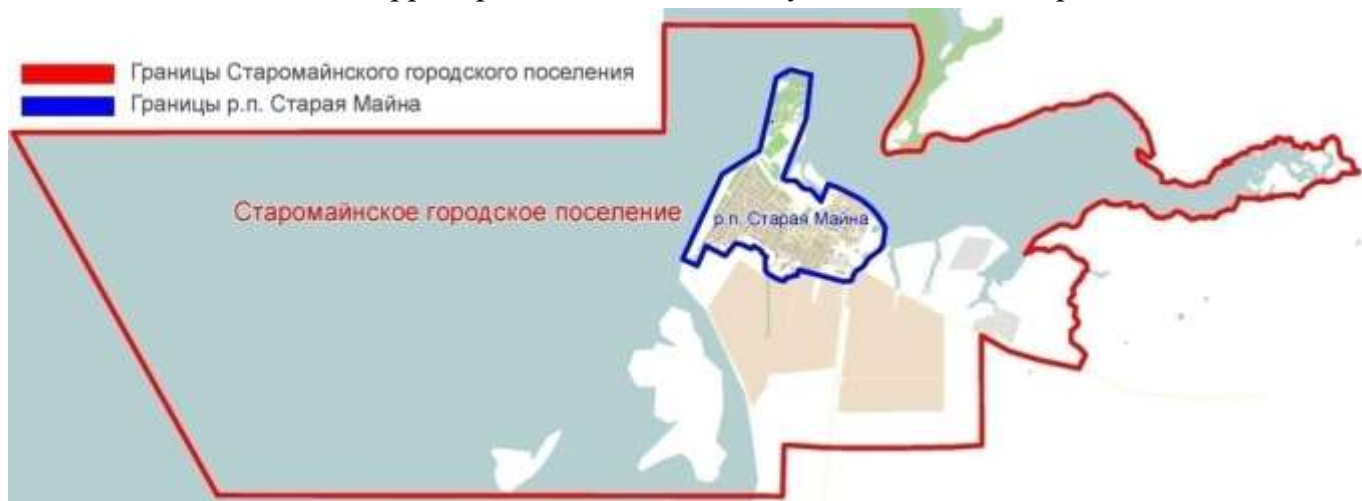 Границы Старомайнского городского поселения
Границы р.п. Старая Майна
Старомайнское городское поселение
р.п. Старая Майна